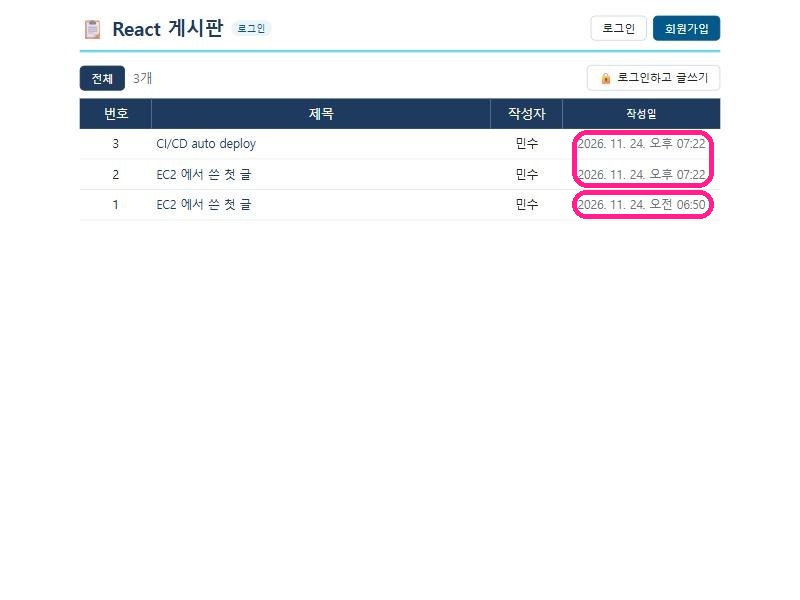 React 게시판 로그인 로그인 회원가입
전체 3개 로그인하고 글쓰기
번호 제목 작성자 작성일
3 CI/CD auto deploy 민수 2026. 11. 24. 오후 07:22
2 EC2 에서 쓴 첫 글 민수 2026. 11. 24. 오후 07:22
1 EC2 에서 쓴 첫 글 민수 2026. 11. 24. 오전 06:50